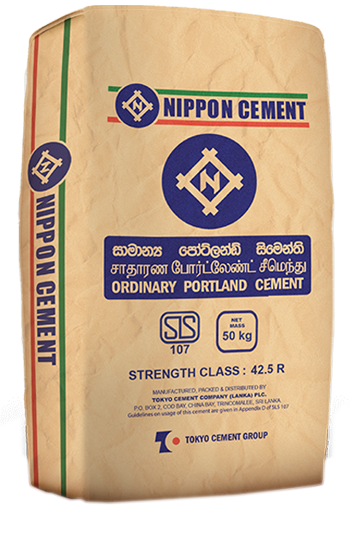 N NIPPON CEMENT
N
සාමාන්‍ය පෝට්ලන්ඩ් සිමෙන්ති
சாதாரண போர்ட்லேண்ட் சீமெந்து
ORDINARY PORTLAND CEMENT
SLS
107
NET
MASS
50 kg
STRENGTH CLASS : 42.5 R
MANUFACTURED, PACKED & DISTRIBUTED BY
TOKYO CEMENT COMPANY (LANKA) PLC.
P.O. BOX 2, COD BAY, CHINA BAY, TRINCOMALEE, SRI LANKA.
Guidelines on usage of this cement are given in Appendix D of SLS 107
TOKYO CEMENT GROUP
N NIPPON CEMENT